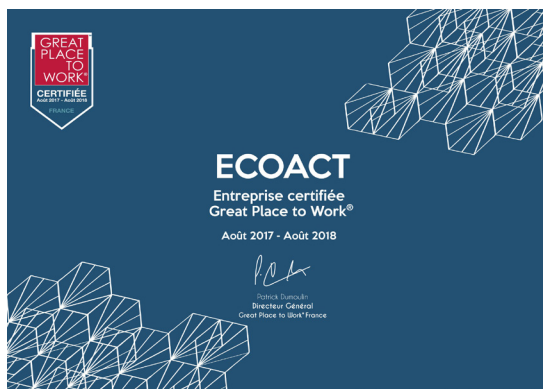 GREAT
PLACE
TO
WORK®
CERTIFIÉE
Août 2017 - Août 2018
FRANCE
ECOACT
Entreprise certifiée
Great Place to Work®
Août 2017 - Août 2018
Patrick Dumoulin
Directeur Général
Great Place to Work® France